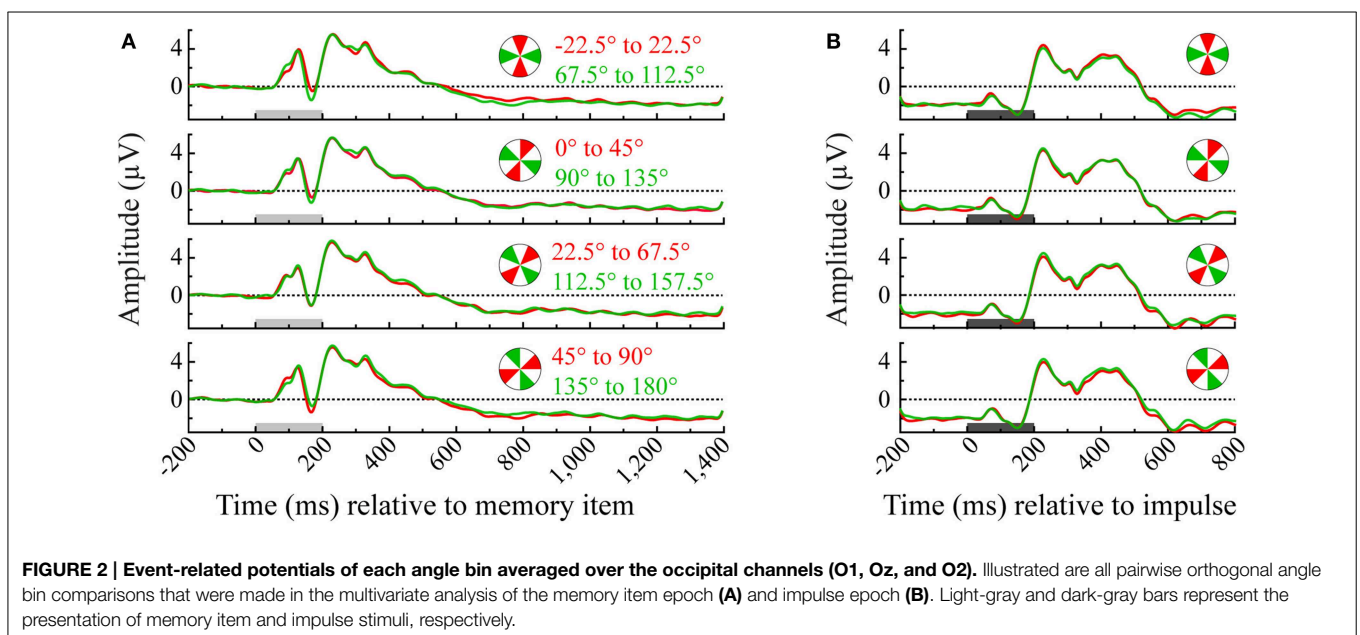 A
Amplitude (µV)
4
0
-22.5° to 22.5°
67.5° to 112.5°
4
0
0° to 45°
90° to 135°
4
0
22.5° to 67.5°
112.5° to 157.5°
4
0
45° to 90°
135° to 180°
-200 0 200 400 600 800 1,000 1,200 1,400
Time (ms) relative to memory item
B
Amplitude (µV)
4
0
4
0
4
0
4
0
-200 0 200 400 600 800
Time (ms) relative to impulse
FIGURE 2 | Event-related potentials of each angle bin averaged over the occipital channels (O1, Oz, and O2). Illustrated are all pairwise orthogonal angle
bin comparisons that were made in the multivariate analysis of the memory item epoch (A) and impulse epoch (B). Light-gray and dark-gray bars represent the
presentation of memory item and impulse stimuli, respectively.